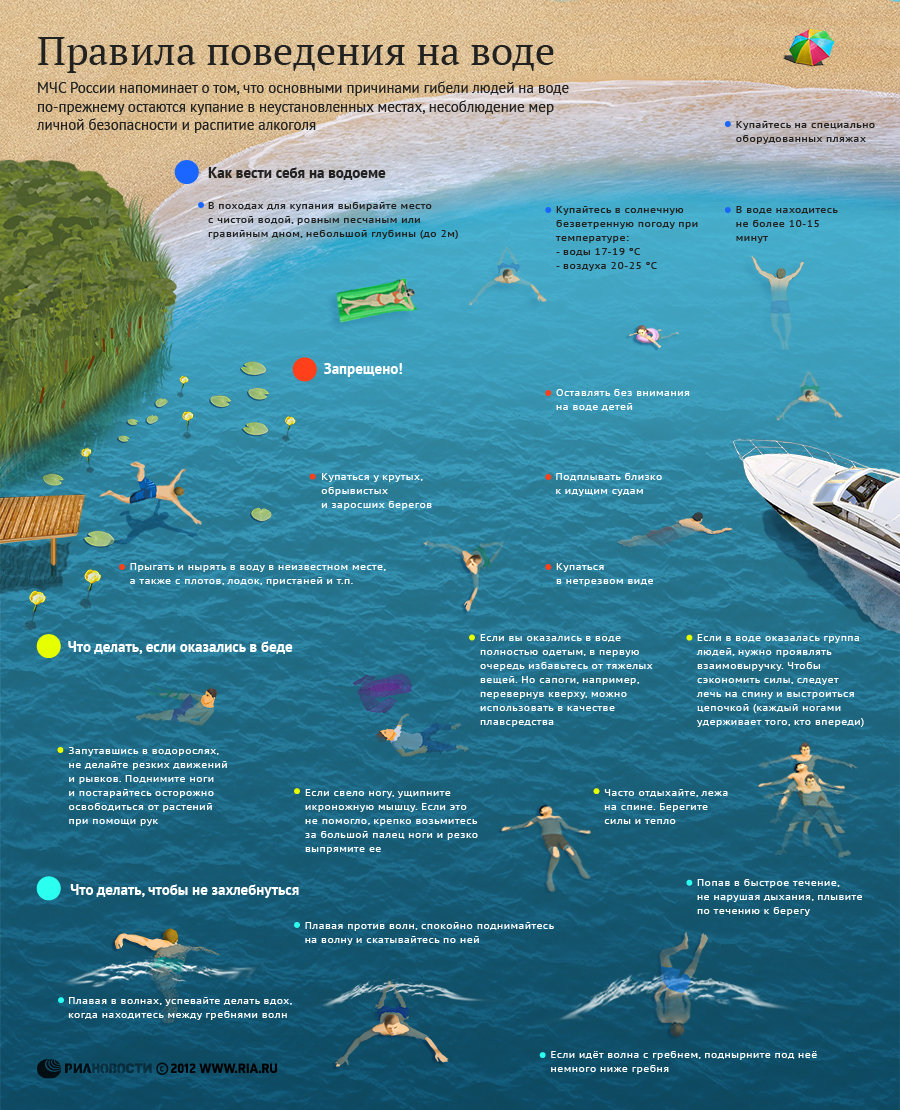 Правила поведения на воде
МЧС России напоминает о том, что основными причинами гибели людей на воде
по-прежнему остаются купание в неустановленных местах, несоблюдение мер
личной безопасности и распитие алкоголя
Купайтесь на специально
оборудованных пляжах
Как вести себя на водоеме
В походах для купания выбирайте место
с чистой водой, ровным песчаным или
гравийным дном, небольшой глубины (до 2м)
Купайтесь в солнечную
безветренную погоду при
температуре:
- воды 17-19 °C
- воздуха 20-25 °C
В воде находитесь
не более 10-15
минут
Запрещено!
Оставлять без внимания
на воде детей
Купаться у крутых,
обрывистых
и заросших берегов
Подплывать близко
к идущим судам
Прыгать и нырять в воду в неизвестном месте,
а также с плотов, лодок, пристаней и т.п.
Купаться
в нетрезвом виде
Что делать, если оказались в беде
Если вы оказались в воде
полностью одетым, в первую
очередь избавьтесь от тяжелых
вещей. Но сапоги, например,
перевернув кверху, можно
использовать в качестве
плавсредства
Если в воде оказалась группа
людей, нужно проявлять
взаимовыручку. Чтобы
сэкономить силы, следует
лечь на спину и выстроиться
цепочкой (каждый ногами
удерживает того, кто впереди)
Запутавшись в водорослях,
не делайте резких движений
и рывков. Поднимите ноги
и постарайтесь осторожно
освободиться от растений
при помощи рук
Если свело ногу, ущипните
икроножную мышцу. Если это
не помогло, крепко возьмитесь
за большой палец ноги и резко
выпрямите ее
Часто отдыхайте, лежа
на спине. Берегите
силы и тепло
Что делать, чтобы не захлебнуться
Попав в быстрое течение,
не нарушая дыхания, плывите
по течению к берегу
Плавая против волн, спокойно поднимайтесь
на волну и скатывайтесь по ней
Плавая в волнах, успевайте делать вдох,
когда находитесь между гребнями волн
Если идёт волна с гребнем, поднырните под неё
немного ниже гребня
РИАНОВОСТИ © 2012 WWW.RIA.RU